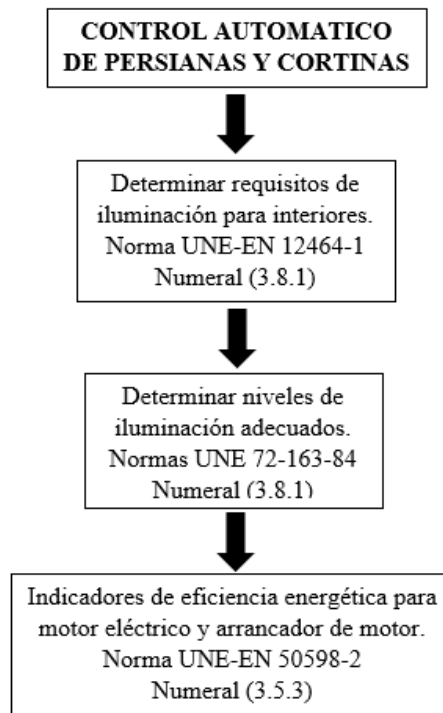 CONTROL AUTOMATICO
DE PERSIANAS Y CORTINAS
Determinar requisitos de
iluminación para interiores.
Norma UNE-EN 12464-1
Numeral (3.8.1)
Determinar niveles de
iluminación adecuados.
Normas UNE 72-163-84
Numeral (3.8.1)
Indicadores de eficiencia energética para
motor eléctrico y arrancador de motor.
Norma UNE-EN 50598-2
Numeral (3.5.3)